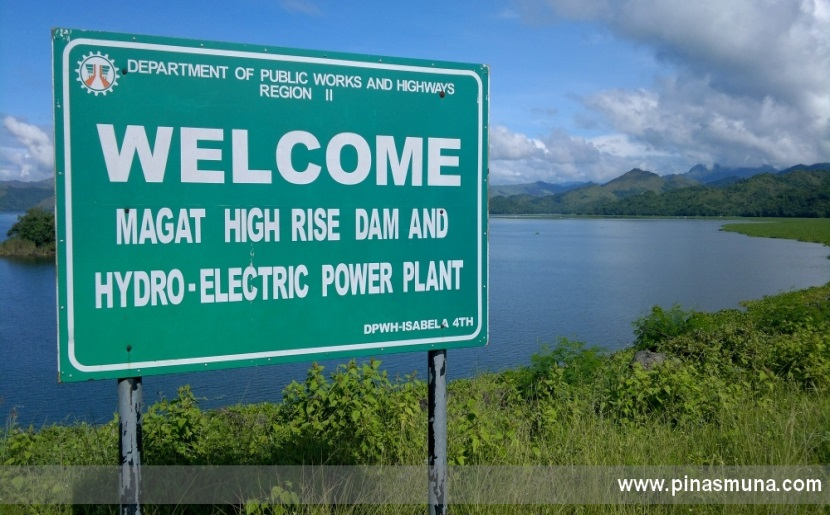 DEPARTMENT OF PUBLIC WORKS AND HIGHWAYS
REGION II
WELCOME
MAGAT HIGH RISE DAM AND
HYDRO-ELECTRIC POWER PLANT
DPWH-ISABELA 4TH
www.pinasmuna.com